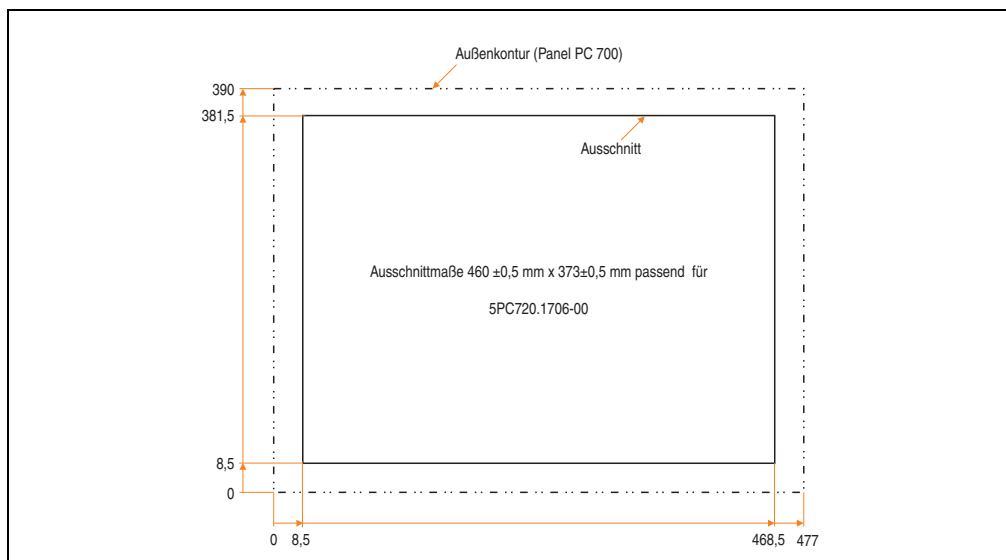 Außenkontur (Panel PC 700)
390
381,5
Ausschnitt
Ausschnittmaße 460 ±0,5 mm x 373±0,5 mm passend für
5PC720.1706-00
8,5
0
0 8,5 468,5 477